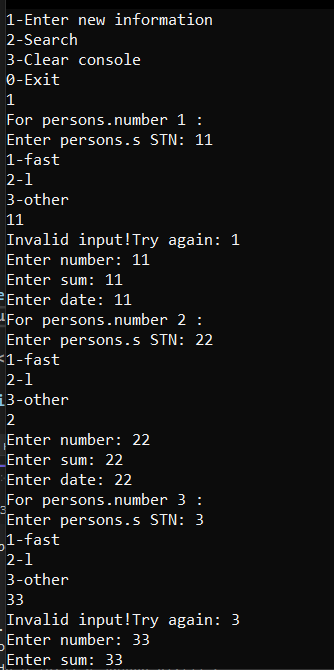 1-Enter new information
2-Search
3-Clear console
0-Exit
1
For persons.number 1 :
Enter persons.s STN: 11
1-fast
2-l
3-other
11
Invalid input!Try again: 1
Enter number: 11
Enter sum: 11
Enter date: 11
For persons.number 2 :
Enter persons.s STN: 22
1-fast
2-l
3-other
2
Enter number: 22
Enter sum: 22
Enter date: 22
For persons.number 3 :
Enter persons.s STN: 3
1-fast
2-l
3-other
33
Invalid input!Try again: 3
Enter number: 33
Enter sum: 33